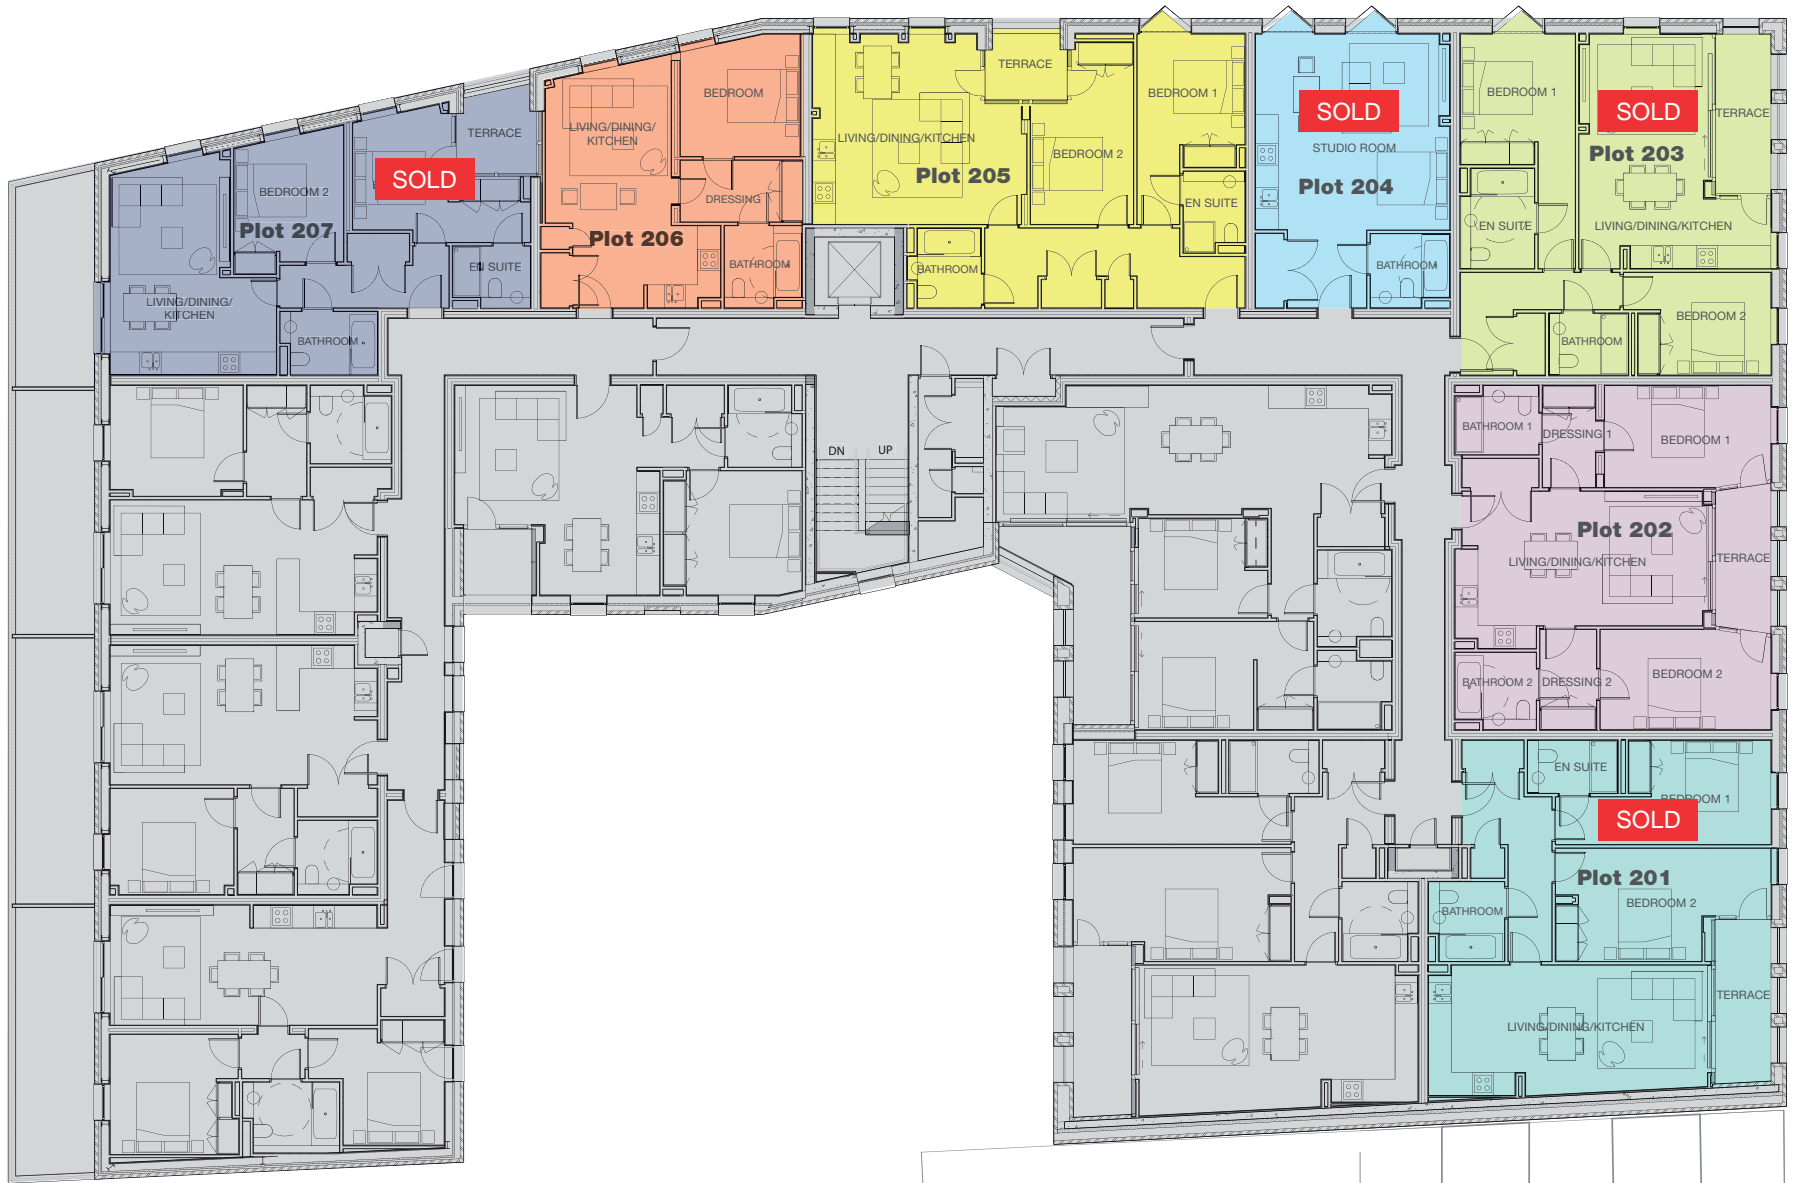 BEDROOM
LIVING/DINING/
KITCHEN
DRESSING
Plot 206
BATHROOM
TERRACE
SOLD
BEDROOM 2
Plot 207
EN SUITE
LIVING/DINING/
KITCHEN
BATHROOM
TERRACE
BEDROOM 1
LIVING/DINING/KITCHEN
BEDROOM 2
Plot 205
EN SUITE
BATHROOM
SOLD
STUDIO ROOM
Plot 204
BATHROOM
BEDROOM 1
SOLD
TERRACE
Plot 203
EN SUITE
LIVING/DINING/KITCHEN
BEDROOM 2
BATHROOM
DN
UP
BATHROOM 1
DRESSING 1
BEDROOM 1
Plot 202
LIVING/DINING/KITCHEN
TERRACE
BATHROOM 2
DRESSING 2
BEDROOM 2
EN SUITE
BEDROOM 1
SOLD
Plot 201
BEDROOM 2
BATHROOM
TERRACE
LIVING/DINING/KITCHEN